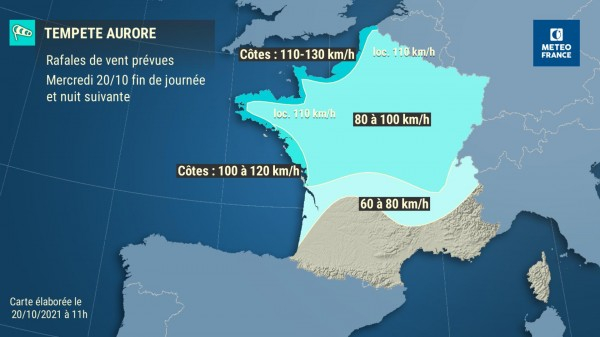 TEMPETE AURORE
Rafales de vent prévues
Mercredi 20/10 fin de journée
et nuit suivante
Côtes : 110-130 km/h
loc. 110 km/h
METEO
FRANCE
loc. 110 km/h
80 à 100 km/h
Côtes : 100 à 120 km/h
60 à 80 km/h
Carte élaborée le
20/10/2021 à 11h